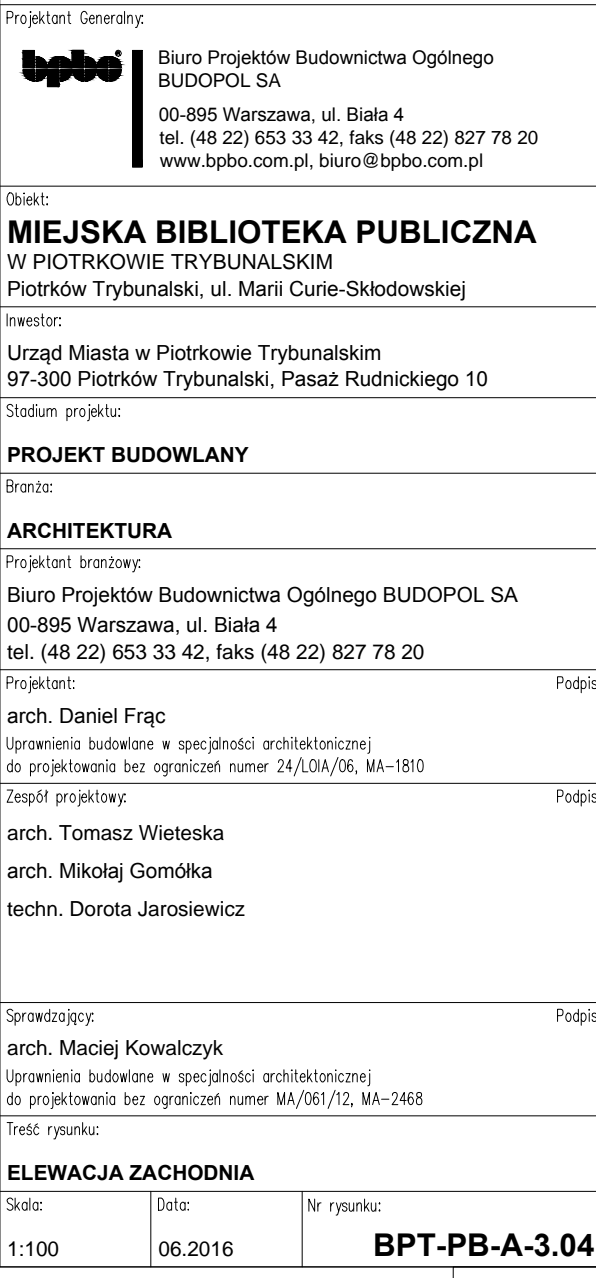 Projektant Generalny:
bpbo
Biuro Projektów Budownictwa Ogólnego
BUDOPOL SA
00-895 Warszawa, ul. Biała 4
tel. (48 22) 653 33 42, faks (48 22) 827 78 20
www.bpbo.com.pl, biuro@bpbo.com.pl
Obiekt:
MIEJSKA BIBLIOTEKA PUBLICZNA
W PIOTRKOWIE TRYBUNALSKIM
Piotrków Trybunalski, ul. Marii Curie-Skłodowskiej
Inwestor:
Urząd Miasta w Piotrkowie Trybunalskim
97-300 Piotrków Trybunalski, Pasaż Rudnickiego 10
Stadium projektu:
PROJEKT BUDOWLANY
Branża:
ARCHITEKTURA
Projektant branżowy:
Biuro Projektów Budownictwa Ogólnego BUDOPOL SA
00-895 Warszawa, ul. Biała 4
tel. (48 22) 653 33 42, faks (48 22) 827 78 20
Projektant: Podpis
arch. Daniel Frąc
Uprawnienia budowlane w specjalności architektonicznej
do projektowania bez ograniczeń numer 24/LOIA/06, MA-1810
Zespół projektowy: Podpis
arch. Tomasz Wieteska
arch. Mikołaj Gomółka
techn. Dorota Jarosiewicz
Sprawdzający: Podpis
arch. Maciej Kowalczyk
Uprawnienia budowlane w specjalności architektonicznej
do projektowania bez ograniczeń numer MA/061/12, MA-2468
Treść rysunku:
ELEWACJA ZACHODNIA
Skala: Data: Nr rysunku:
1:100 06.2016 BPT-PB-A-3.04